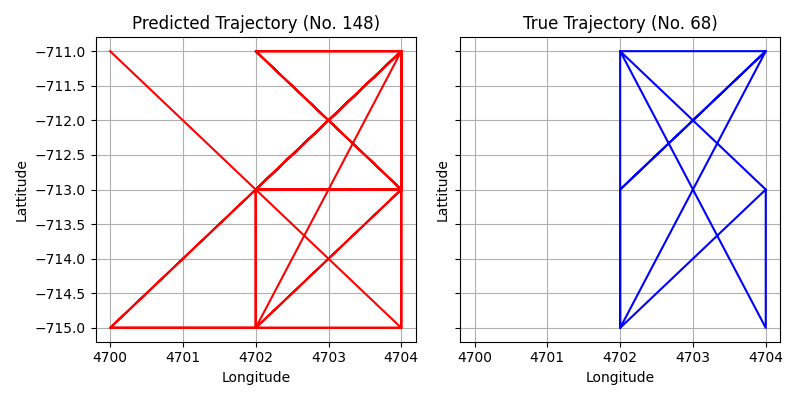 Predicted Trajectory (No. 148)
True Trajectory (No. 68)
−711.0
−711.5
−712.0
−712.5
−713.0
−713.5
−714.0
−714.5
−715.0
Lattitude
Lattitude
4700 4701 4702 4703 4704
4700 4701 4702 4703 4704
Longitude
Longitude